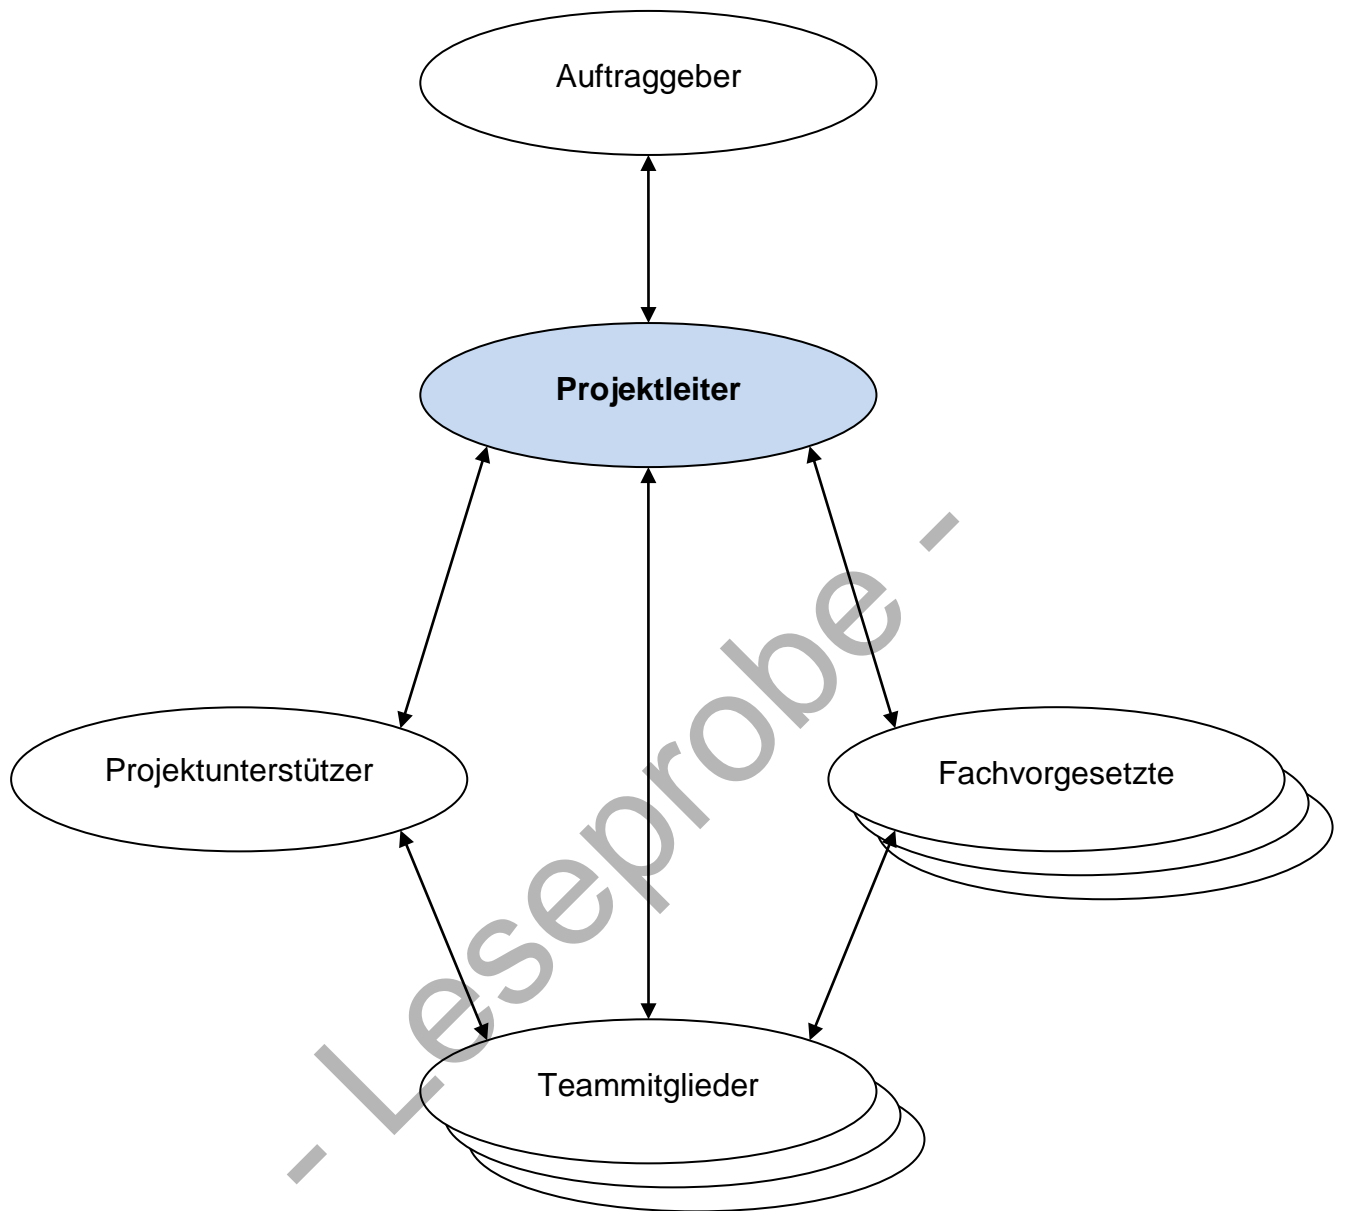 Auftraggeber
Projektleiter
Projektunterstützer
Fachvorgesetzte
Teammitglieder
- Leseprobe -